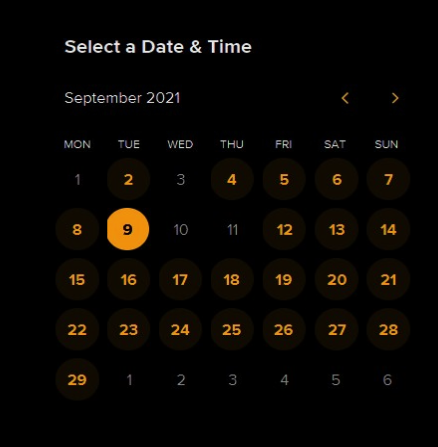 Select a Date & Time
September 2021
MON TUE WED THU FRI SAT SUN
1 2 3 4 5 6 7
8 9 10 11 12 13 14
15 16 17 18 19 20 21
22 23 24 25 26 27 28
29 1 2 3 4 5 6